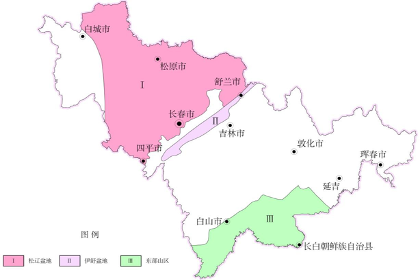 白城市
松原市
I
舒兰市
长春市
II
吉林市
四平市
敦化市
珲春市
延吉
白山市
III
长白朝鲜族自治县
图 例
I 松辽盆地
II 伊舒盆地
III 东部山区